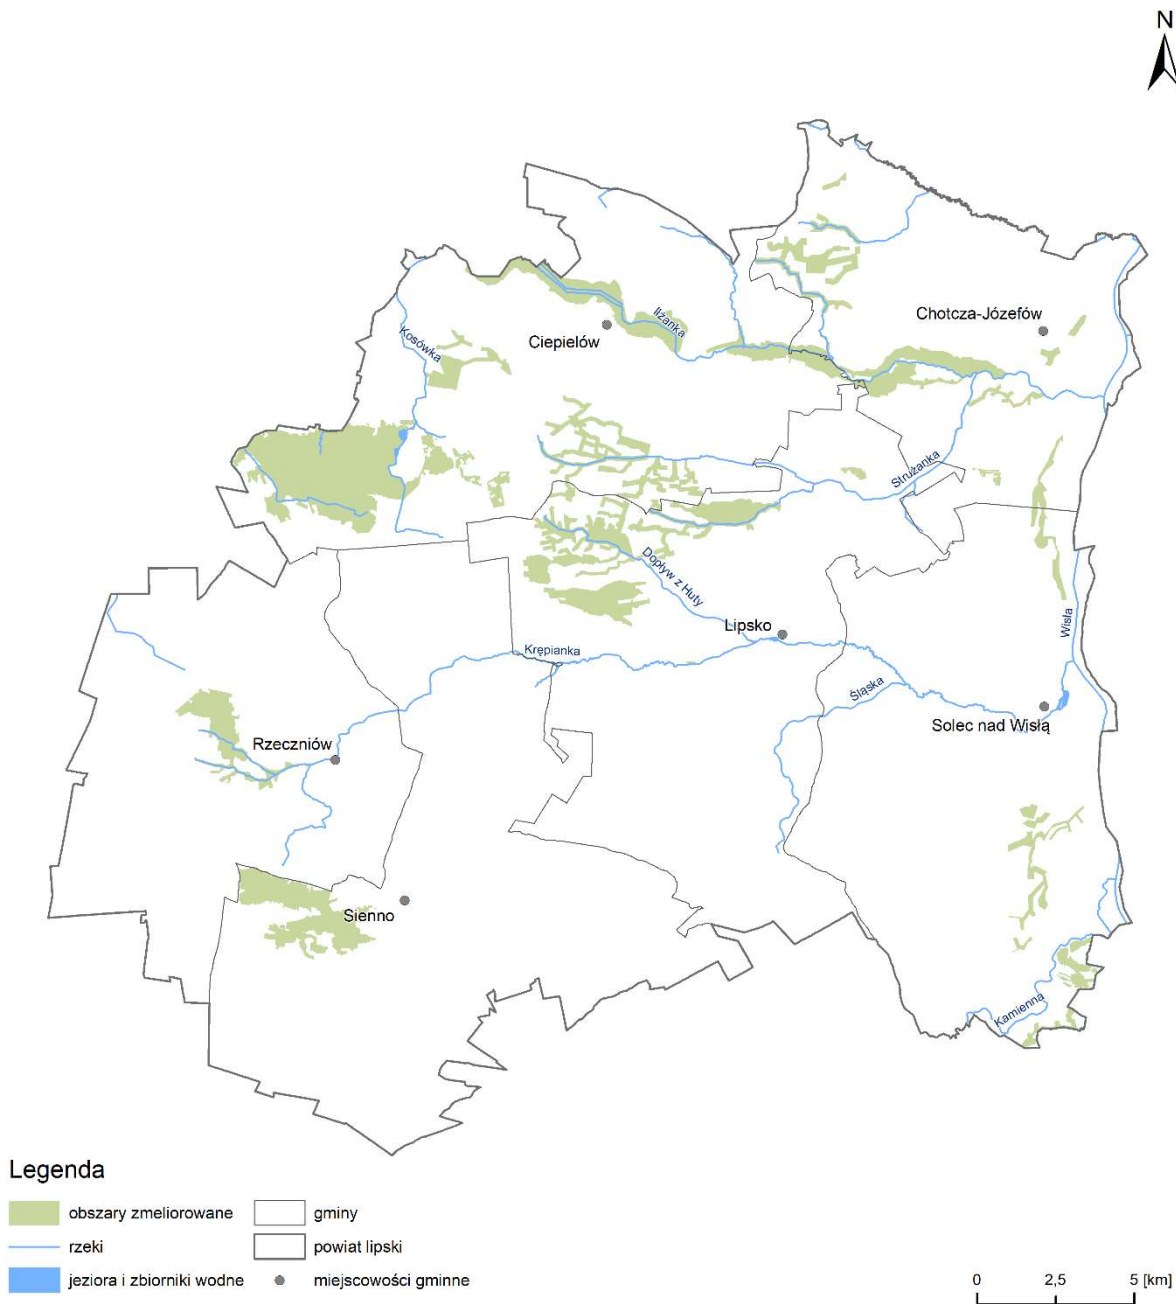 N
Chotcza-Józefów
Iłżanka
Kosówka
Ciepielów
Strużanka
Dopływ z Huty
Wisła
Lipsko
Krępianka
Śląska
Solec nad Wisłą
Rzeczniów
Sienno
Kamienna
Legenda
obszary zmeliorowane
gminy
rzeki
powiat lipski
jeziora i zbiorniki wodne
miejscowości gminne
0 2,5 5 [km]